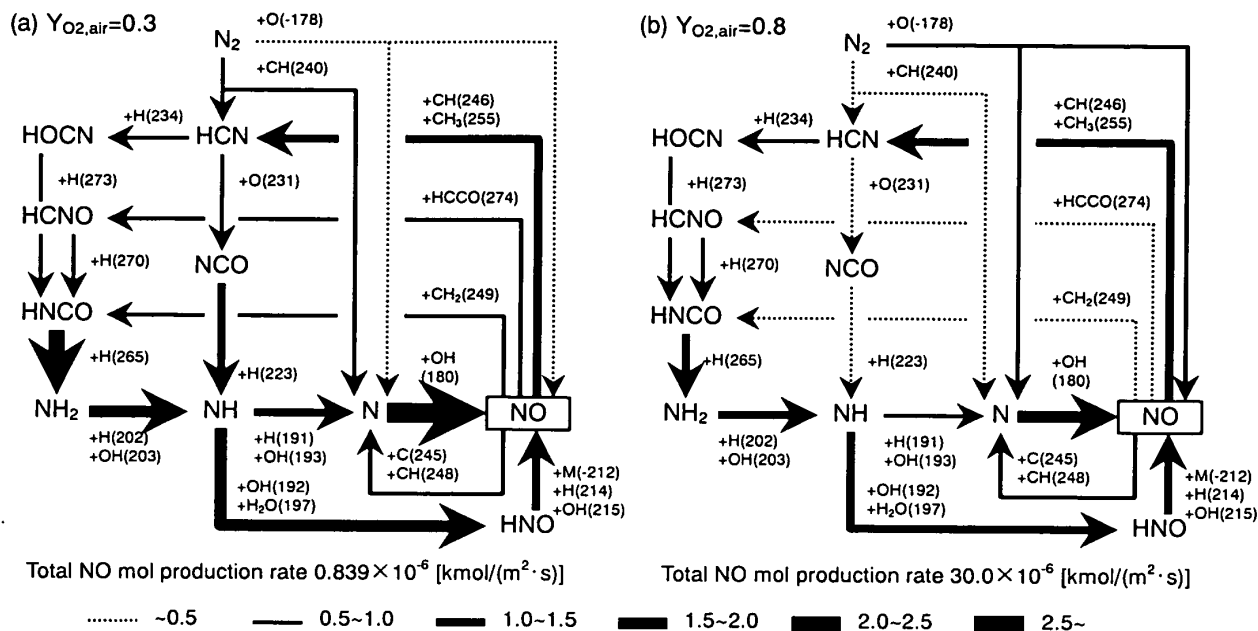 (a) Y_O2,air=0.3
+O(-178)
N₂
+CH(240)
+CH(246)
+CH₃(255)
HOCN
+H(234)
HCN
+H(273)
+O(231)
+HCCO(274)
HCNO
+H(270)
NCO
+CH₂(249)
HNCO
+H(265)
+H(223)
+OH
(180)
NH₂
NH
N
NO
+H(202)
+OH(203)
+H(191)
+OH(193)
+C(245)
+CH(248)
+M(-212)
+H(214)
+OH(215)
+OH(192)
+H₂O(197)
HNO
Total NO mol production rate 0.839×10⁻⁶ [kmol/(m²·s)]
(b) Y_O2,air=0.8
+O(-178)
N₂
+CH(240)
+CH(246)
+CH₃(255)
HOCN
+H(234)
HCN
+H(273)
+O(231)
+HCCO(274)
HCNO
+H(270)
NCO
+CH₂(249)
HNCO
+H(265)
+H(223)
+OH
(180)
NH₂
NH
N
NO
+H(202)
+OH(203)
+H(191)
+OH(193)
+C(245)
+CH(248)
+M(-212)
+H(214)
+OH(215)
+OH(192)
+H₂O(197)
HNO
Total NO mol production rate 30.0×10⁻⁶ [kmol/(m²·s)]
~0.5 0.5~1.0 1.0~1.5 1.5~2.0 2.0~2.5 2.5~